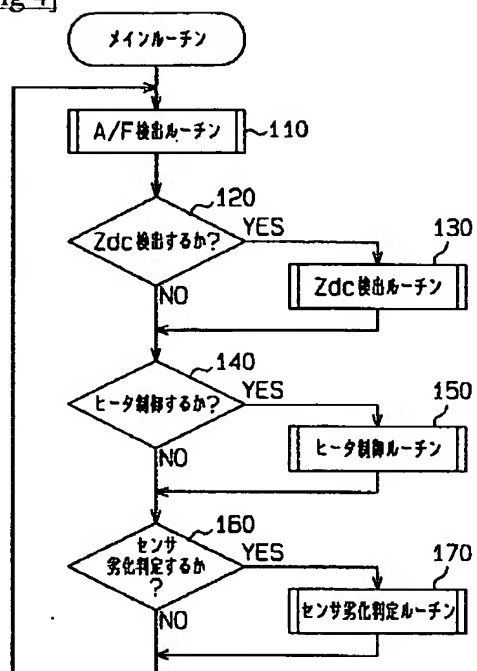 Fig 4]
メインルーチン
A/F検出ルーチン
110
120
Zdc検出するか?
YES
130
Zdc検出ルーチン
NO
140
ヒータ制御するか?
YES
150
ヒータ制御ルーチン
NO
160
センサ
劣化判定するか
?
YES
170
センサ劣化判定ルーチン
NO